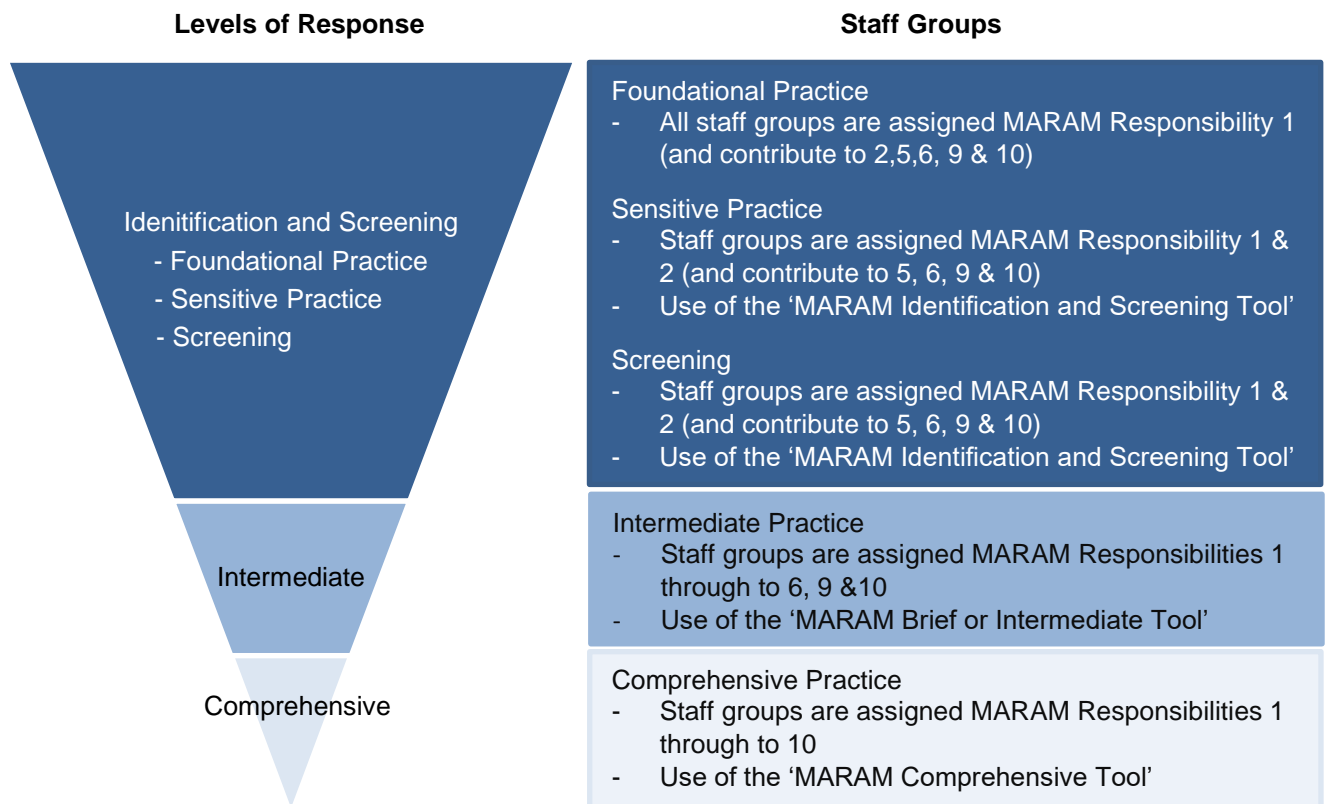 Levels of Response
Staff Groups
Idenitification and Screening
- Foundational Practice
- Sensitive Practice
- Screening
Intermediate
Comprehensive
Foundational Practice
- All staff groups are assigned MARAM Responsibility 1
(and contribute to 2,5,6, 9 & 10)
Sensitive Practice
- Staff groups are assigned MARAM Responsibility 1 &
2 (and contribute to 5, 6, 9 & 10)
- Use of the ‘MARAM Identification and Screening Tool’
Screening
- Staff groups are assigned MARAM Responsibility 1 &
2 (and contribute to 5, 6, 9 & 10)
- Use of the ‘MARAM Identification and Screening Tool’
Intermediate Practice
- Staff groups are assigned MARAM Responsibilities 1
through to 6, 9 &10
- Use of the ‘MARAM Brief or Intermediate Tool’
Comprehensive Practice
- Staff groups are assigned MARAM Responsibilities 1
through to 10
- Use of the ‘MARAM Comprehensive Tool’